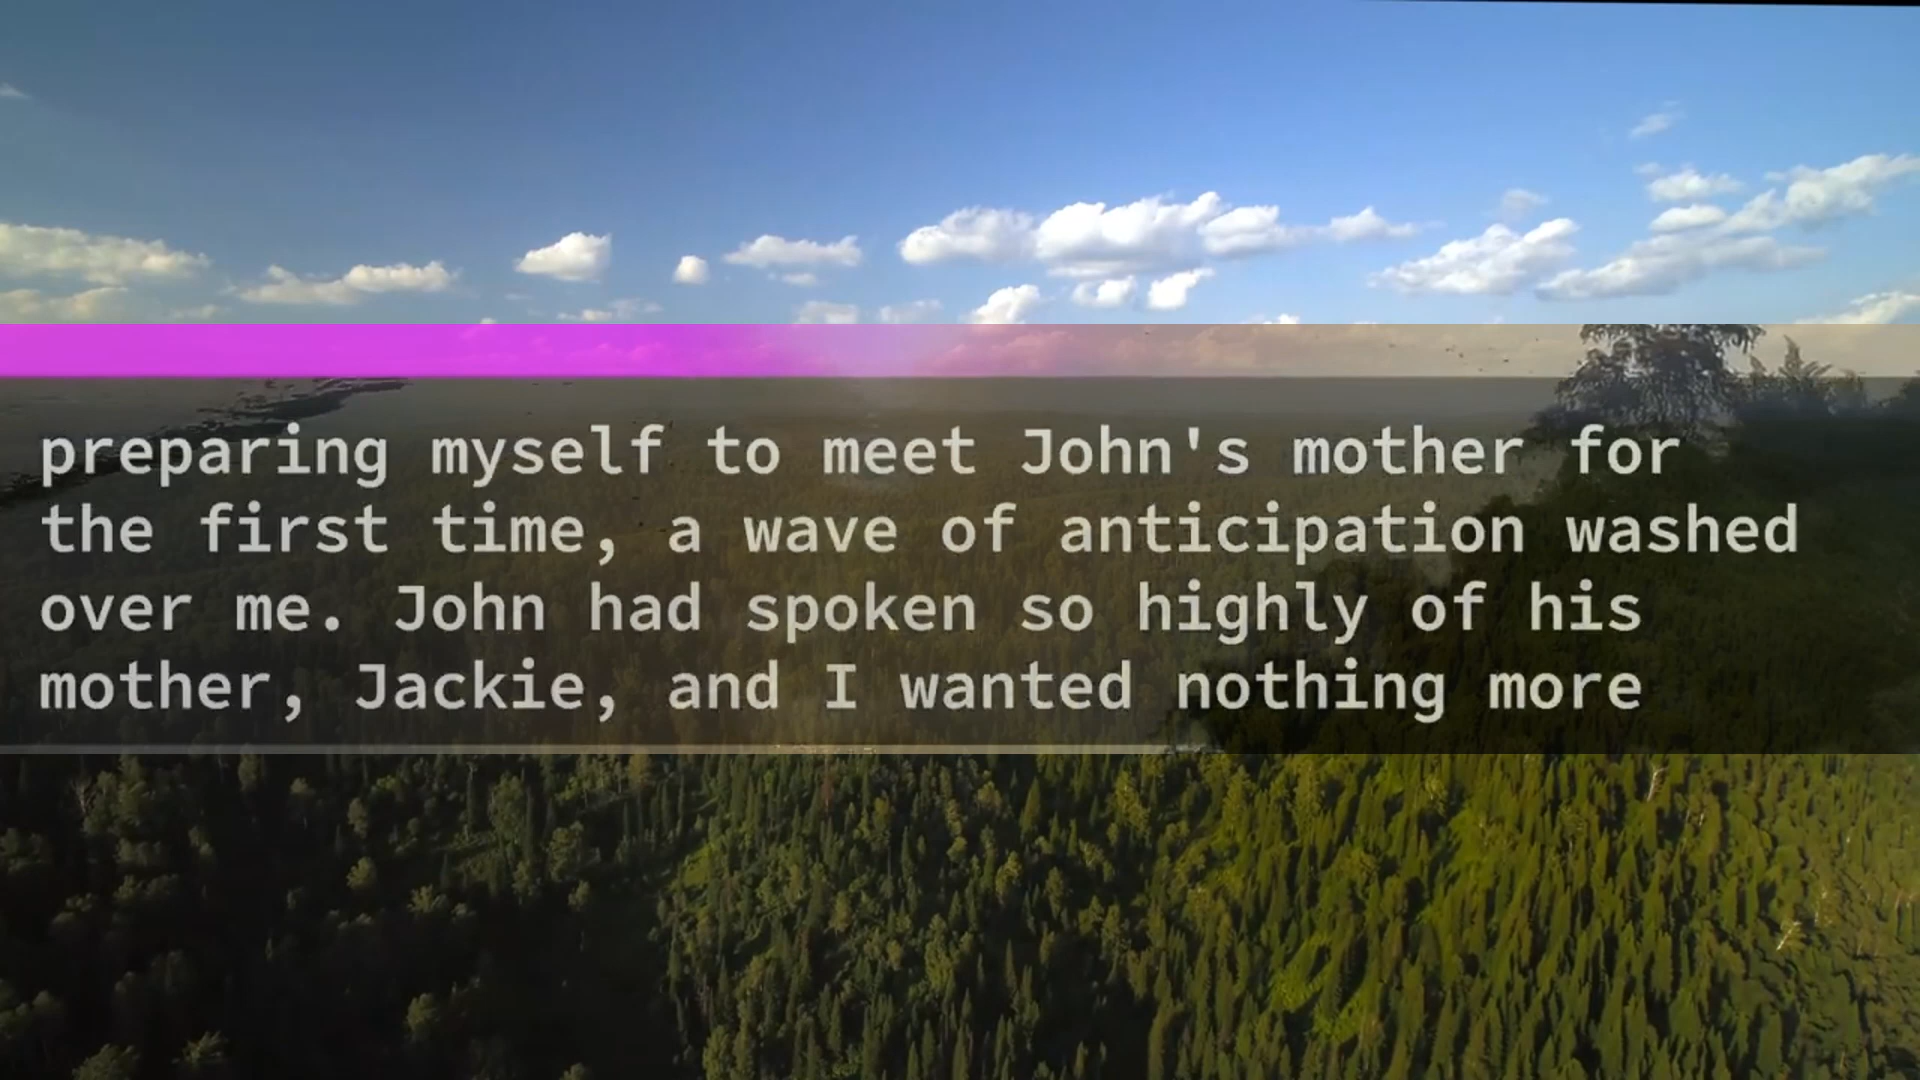 preparing myself to meet John's mother for
the first time, a wave of anticipation washed
over me. John had spoken so highly of his
mother, Jackie, and I wanted nothing more